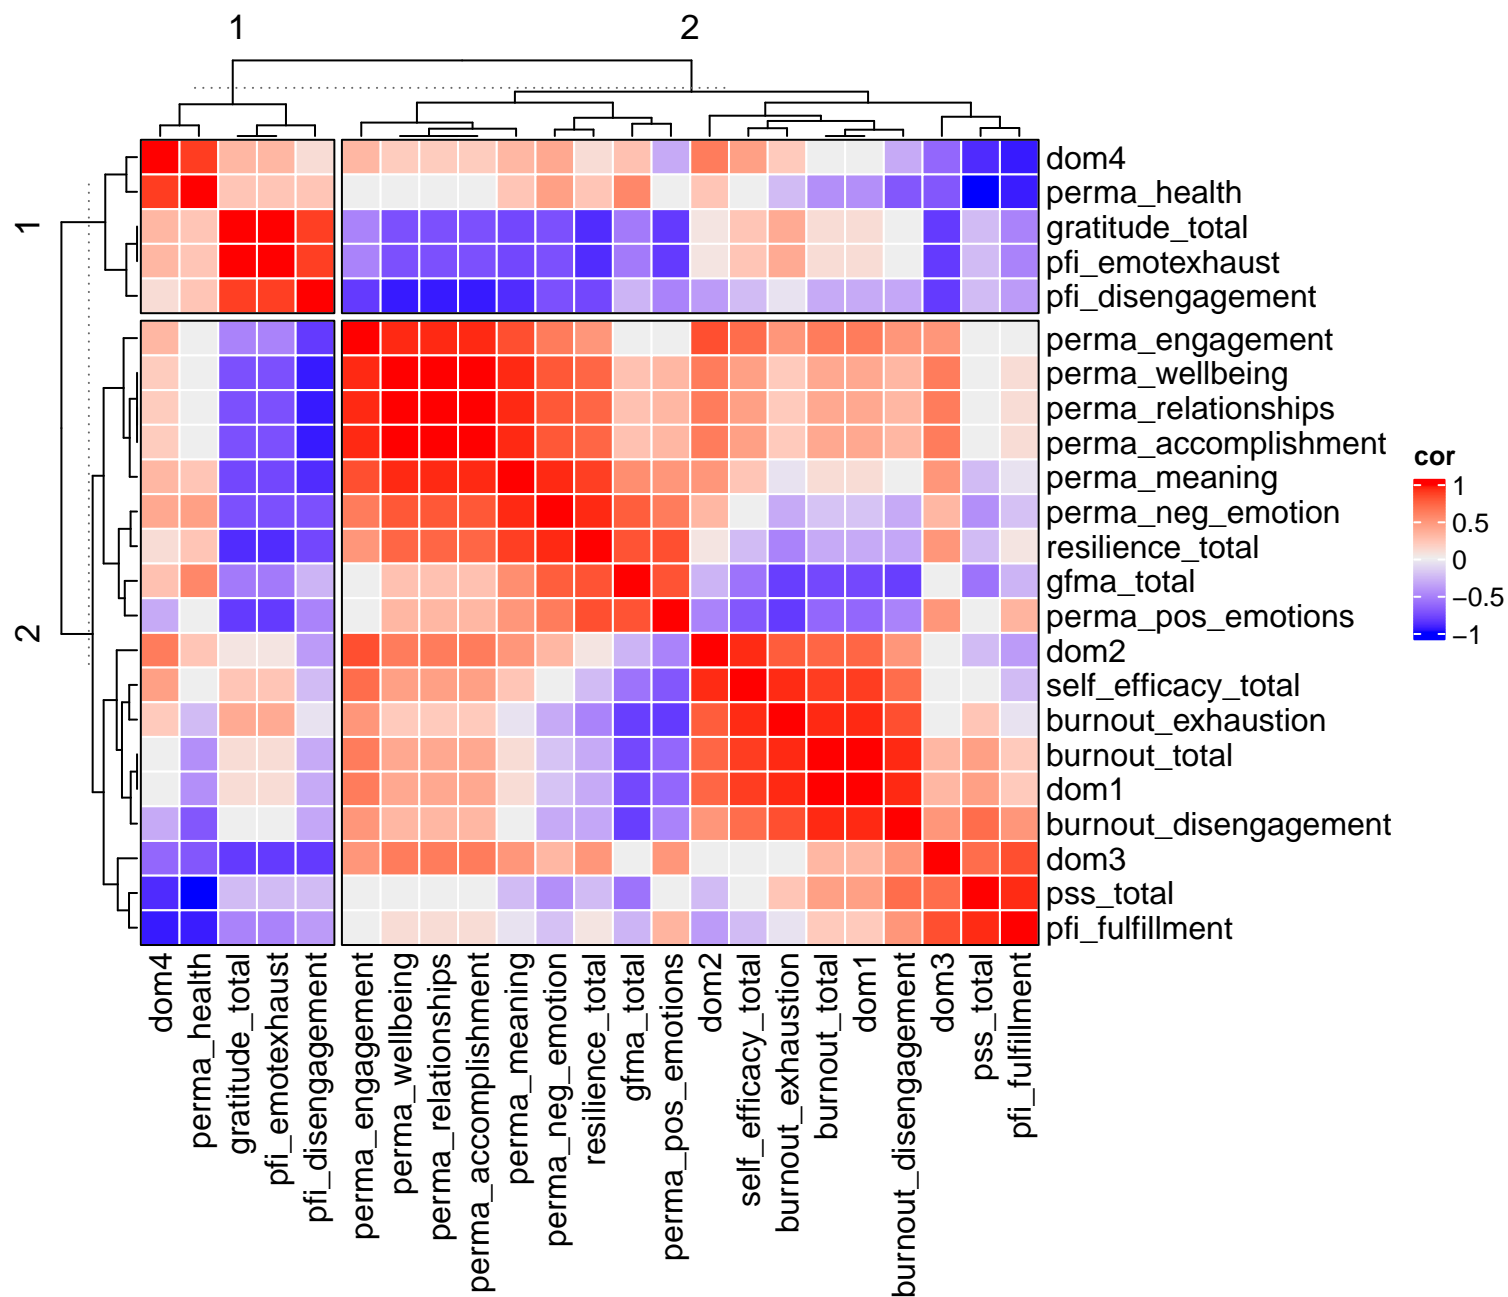 1
2
1
2
dom4
perma_health
gratitude_total
pfi_emotexhaust
pfi_disengagement
perma_engagement
perma_wellbeing
perma_relationships
perma_accomplishment
perma_meaning
perma_neg_emotion
resilience_total
gfma_total
perma_pos_emotions
dom2
self_efficacy_total
burnout_exhaustion
burnout_total
dom1
burnout_disengagement
dom3
pss_total
pfi_fulfillment
cor
1
0.5
0
−0.5
−1
dom4
perma_health
gratitude_total
pfi_emotexhaust
pfi_disengagement
perma_engagement
perma_wellbeing
perma_relationships
perma_accomplishment
perma_meaning
perma_neg_emotion
resilience_total
gfma_total
perma_pos_emotions
dom2
self_efficacy_total
burnout_exhaustion
burnout_total
dom1
burnout_disengagement
dom3
pss_total
pfi_fulfillment